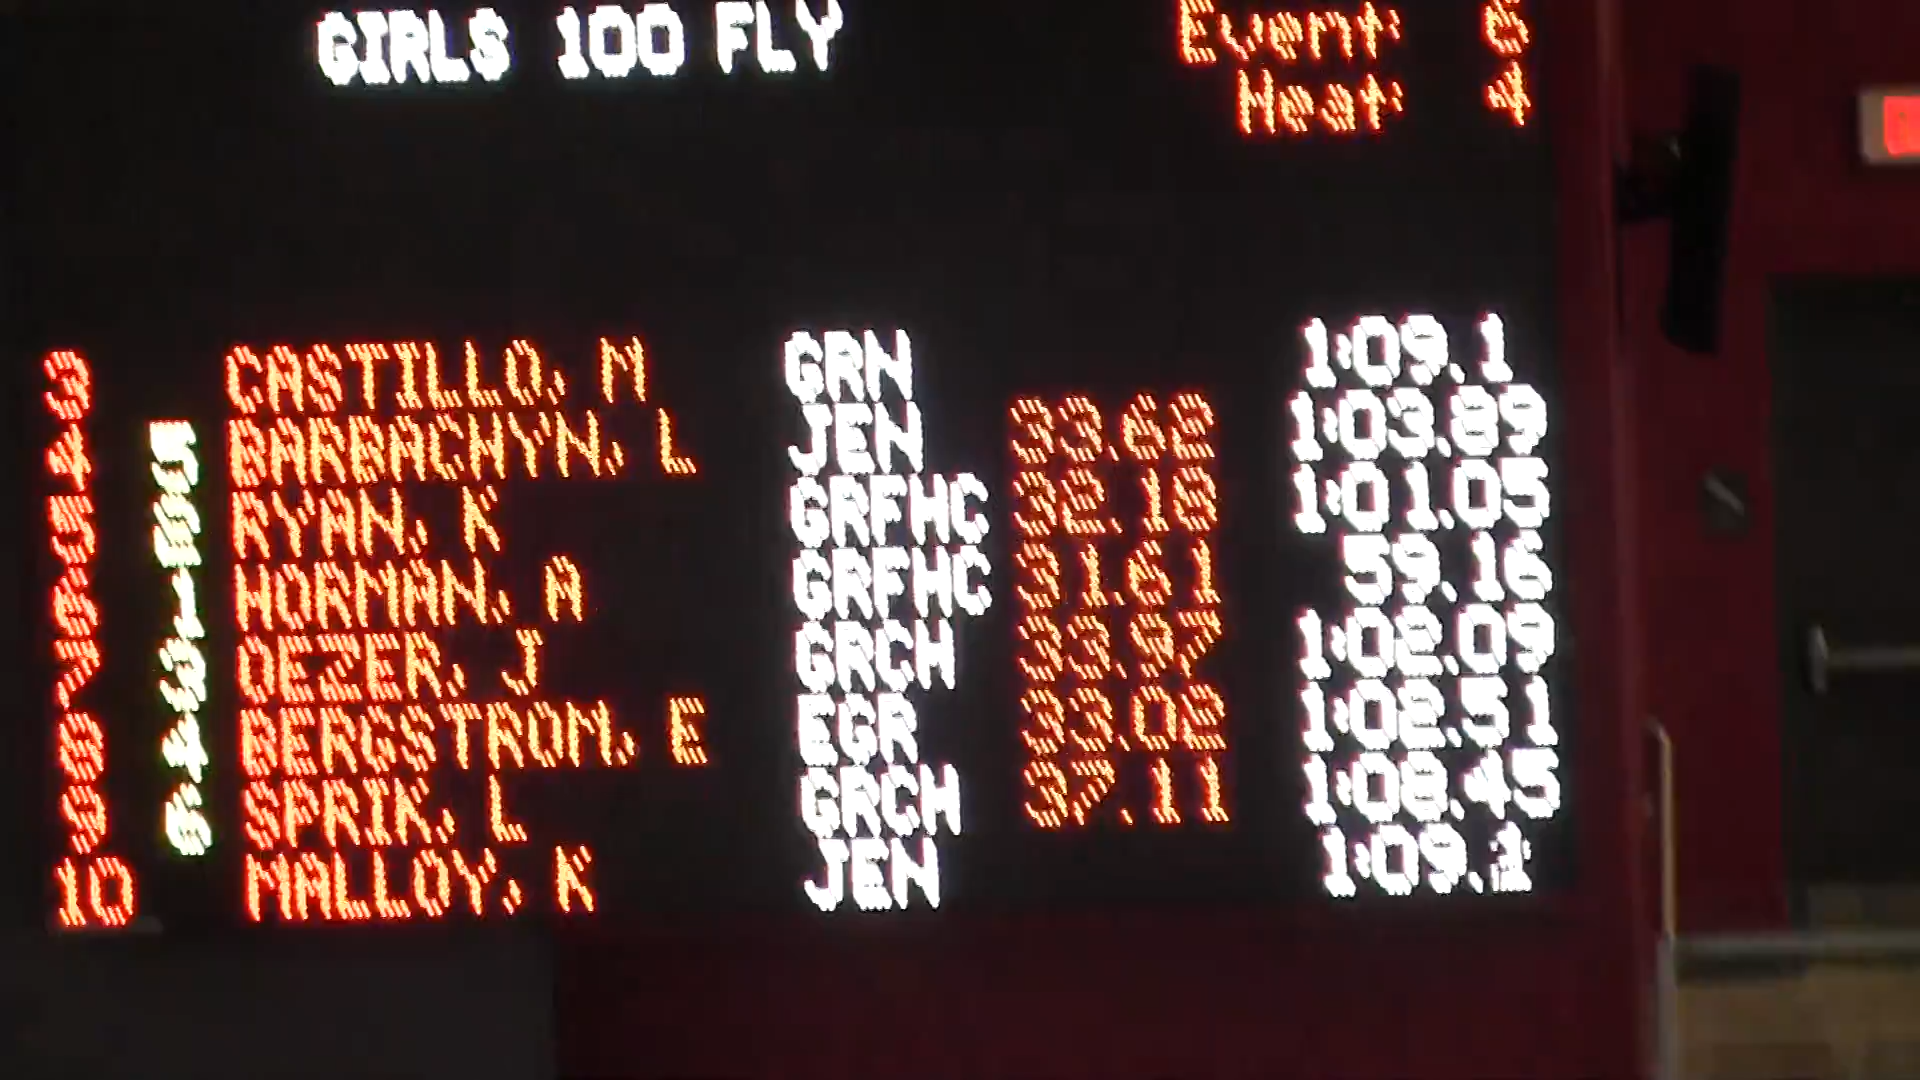 GIRLS 100 FLY Event: 6
Heat: 4
3 CASTILLO, M GRN 1:09.1
4 5 BARBACHYN, L JEN 33.62 1:03.89
5 2 RYAN, K GRFHC 32.18 1:01.05
6 1 HORMAN, A GRFHC 31.61 59.16
7 3 OEZER, J GRCH 33.97 1:02.09
8 4 BERGSTROM, E EGR 33.02 1:02.51
9 6 SPRIK, L GRCH 37.11 1:08.45
10 MALLOY, K JEN